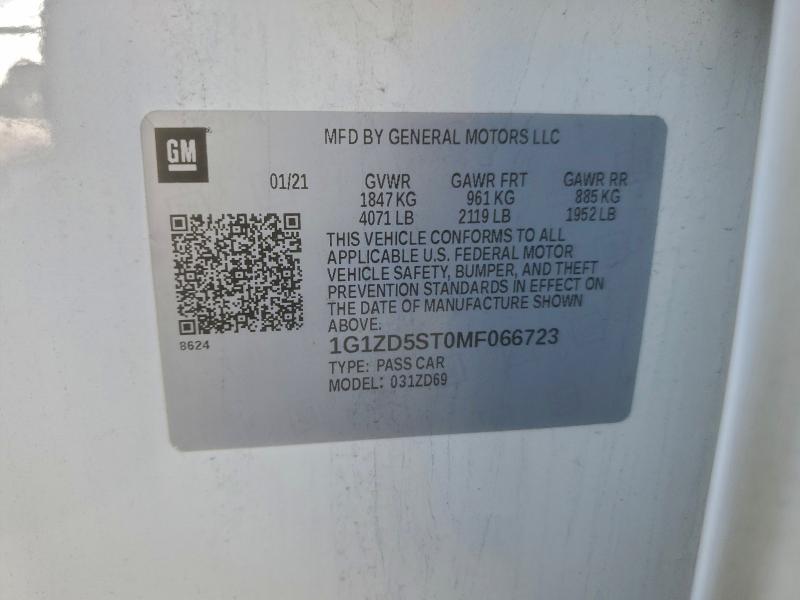 GM
MFD BY GENERAL MOTORS LLC
01/21 GVWR GAWR FRT GAWR RR
1847 KG 961 KG 885 KG
4071 LB 2119 LB 1952 LB
THIS VEHICLE CONFORMS TO ALL
APPLICABLE U.S. FEDERAL MOTOR
VEHICLE SAFETY, BUMPER, AND THEFT
PREVENTION STANDARDS IN EFFECT ON
THE DATE OF MANUFACTURE SHOWN
ABOVE.
8624
1G1ZD5ST0MF066723
TYPE: PASS CAR
MODEL: 031ZD69